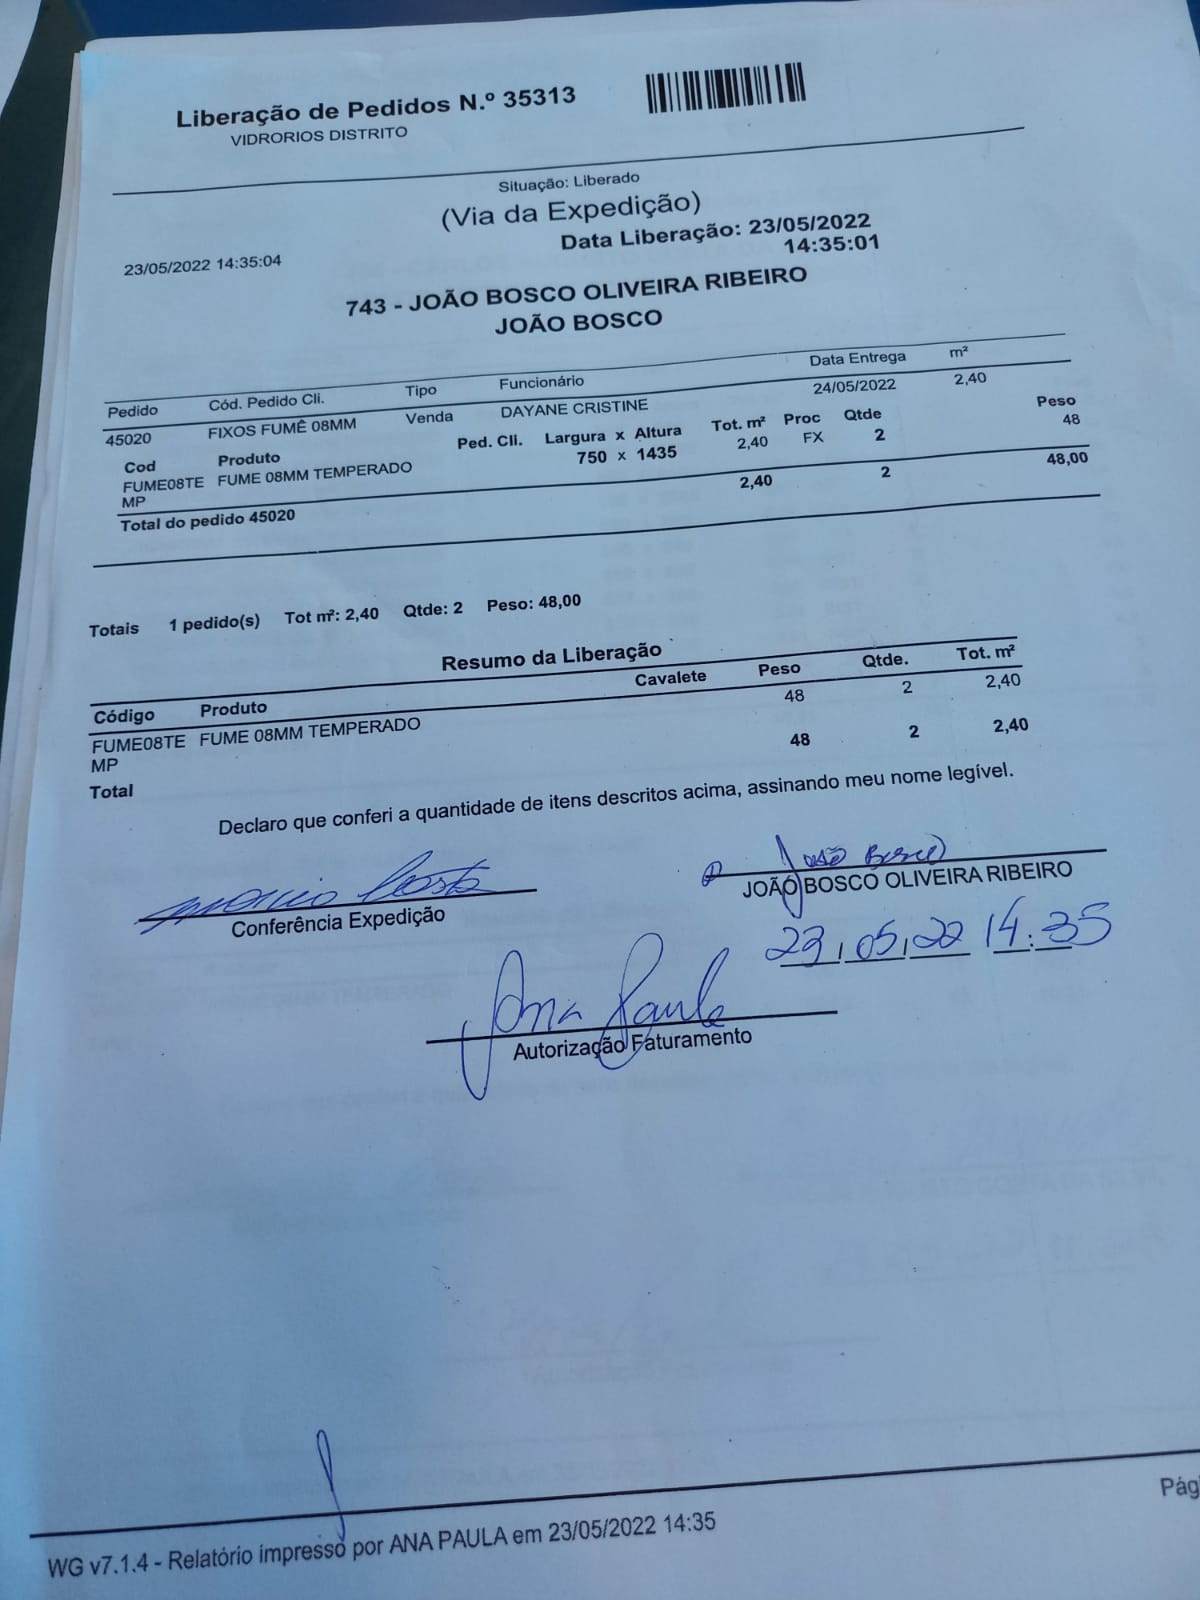 Liberação de Pedidos N.º 35313
VIDRORIOS DISTRITO
Situação: Liberado
(Via da Expedição)
23/05/2022 14:35:04
Data Liberação: 23/05/2022
14:35:01
743 - JOÃO BOSCO OLIVEIRA RIBEIRO
JOÃO BOSCO
Pedido Cód. Pedido Cli. Tipo Funcionário Data Entrega m²
45020 FIXOS FUMÊ 08MM Venda DAYANE CRISTINE 24/05/2022 2,40
Cod Produto Ped. Cli. Largura x Altura Tot. m² Proc Qtde Peso
FUME08TE FUME 08MM TEMPERADO 750 x 1435 2,40 FX 2 48
MP
Total do pedido 45020 2,40 2 48,00
Totais 1 pedido(s) Tot m²: 2,40 Qtde: 2 Peso: 48,00
Resumo da Liberação
Código Produto Cavalete Peso Qtde. Tot. m²
FUME08TE FUME 08MM TEMPERADO 48 2 2,40
MP
Total 48 2 2,40
Declaro que conferi a quantidade de itens descritos acima, assinando meu nome legível.
João Bosco
Costa
Conferência Expedição
JOÃO BOSCO OLIVEIRA RIBEIRO
23/05/22 14:35
Ana Paula
Autorização Faturamento
Pág
WG v7.1.4 - Relatório impresso por ANA PAULA em 23/05/2022 14:35